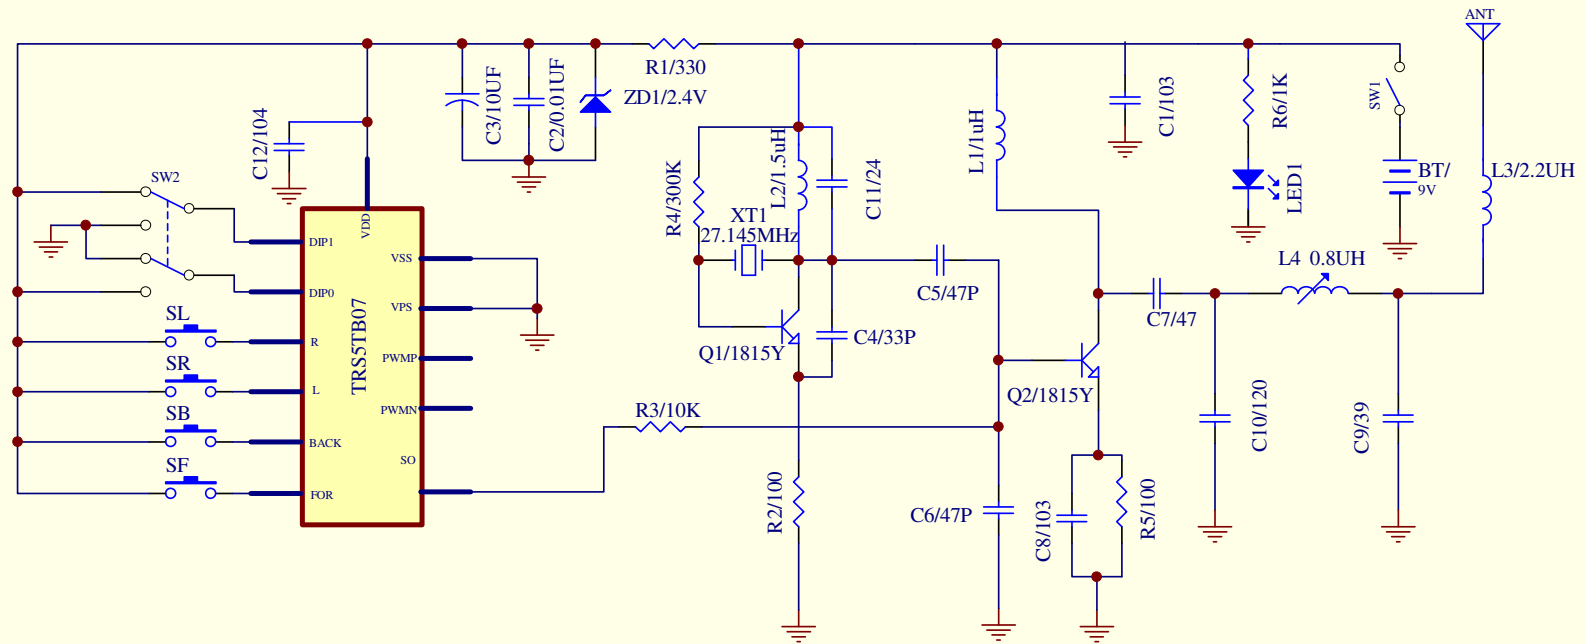 ANT
R1/330
ZD1/2.4V
C3/10UF
C2/0.01UF
C12/104
L1/1uH
C1/103
R6/1K
SW1
BT/
9V
L3/2.2UH
LED1
SW2
VDD
R4/300K
L2/1.5uH
C11/24
XT1
27.145MHz
DIP1
VSS
L4 0.8UH
DIP0
C5/47P
SL
TRS5TB07
VPS
C7/47
R
Q1/1815Y
C4/33P
PWMP
SR
L
Q2/1815Y
PWMN
SB
R3/10K
C10/120
C9/39
BACK
SO
SF
FOR
R2/100
C6/47P
C8/103
R5/100